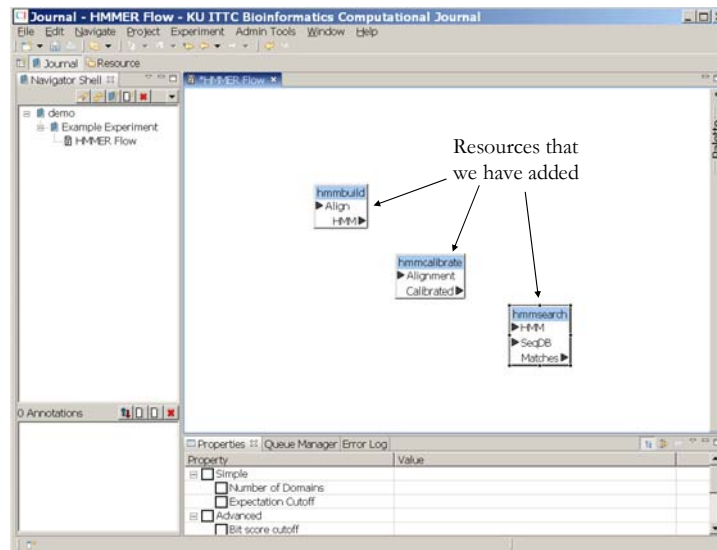 Journal - HMMER Flow - KU ITTC Bioinformatics Computational Journal
File Edit Navigate Project Experiment Admin Tools Window Help
Journal Resource
Navigator Shell
*HMMER Flow
demo
Example Experiment
HMMER Flow
Palette
Resources that
we have added
hmmbuild
Align
HMM
hmmcalibrate
Alignment
Calibrated
hmmsearch
HMM
SeqDB
Matches
0 Annotations
Properties Queue Manager Error Log
Property Value
Simple
Number of Domains
Expectation Cutoff
Advanced
Bit score cutoff